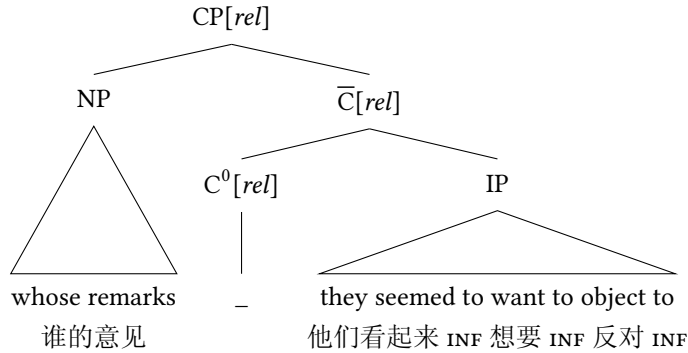 CP[rel]
NP
C̅[rel]
C⁰[rel]
IP
whose remarks
_
they seemed to want to object to
谁的意见
他们看起来 INF 想要 INF 反对 INF